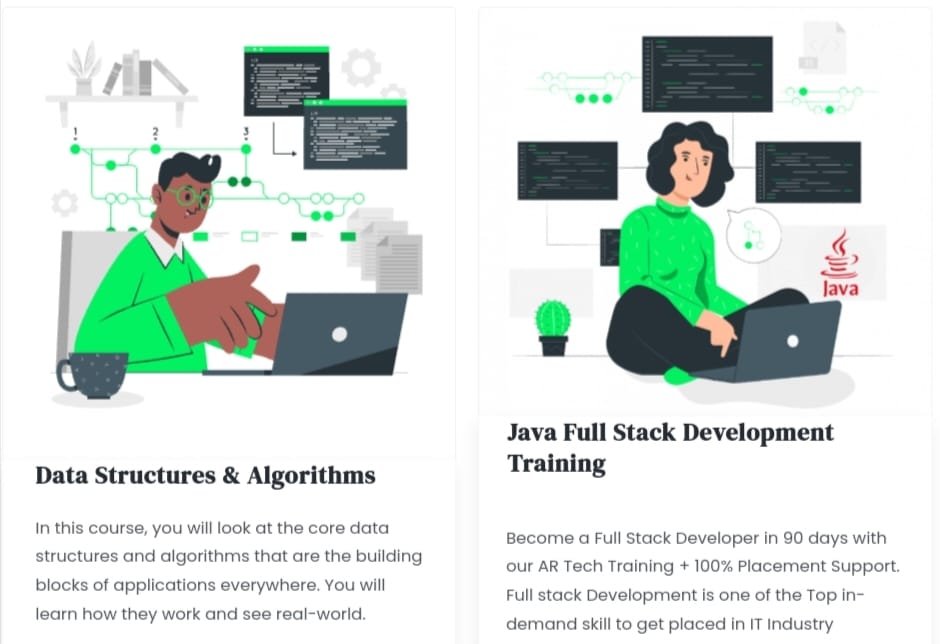 1 2 3
Java
Data Structures & Algorithms
In this course, you will look at the core data
structures and algorithms that are the building
blocks of applications everywhere. You will
learn how they work and see real-world.
Java Full Stack Development
Training
Become a Full Stack Developer in 90 days with
our AR Tech Training + 100% Placement Support.
Full stack Development is one of the Top in-
demand skill to get placed in IT Industry